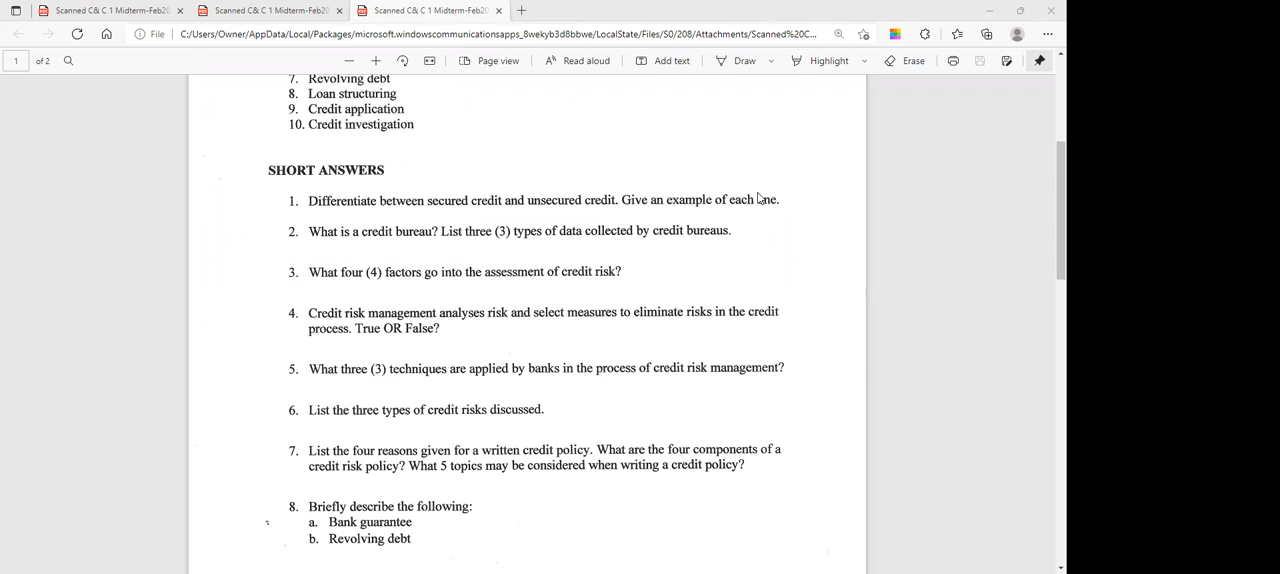 Scanned C& C 1 Midterm-Feb20
Scanned C& C 1 Midterm-Feb20
Scanned C& C 1 Midterm-Feb20
File
C:/Users/Owner/AppData/Local/Packages/microsoft.windowscommunicationsapps_8wekyb3d8bbwe/LocalState/Files/S0/208/Attachments/Scanned%20C...
1 of 2
Page view
Read aloud
Add text
Draw
Highlight
Erase
7. Revolving debt
8. Loan structuring
9. Credit application
10. Credit investigation
SHORT ANSWERS
1. Differentiate between secured credit and unsecured credit. Give an example of each one.
2. What is a credit bureau? List three (3) types of data collected by credit bureaus.
3. What four (4) factors go into the assessment of credit risk?
4. Credit risk management analyses risk and select measures to eliminate risks in the credit
process. True OR False?
5. What three (3) techniques are applied by banks in the process of credit risk management?
6. List the three types of credit risks discussed.
7. List the four reasons given for a written credit policy. What are the four components of a
credit risk policy? What 5 topics may be considered when writing a credit policy?
8. Briefly describe the following:
a. Bank guarantee
b. Revolving debt